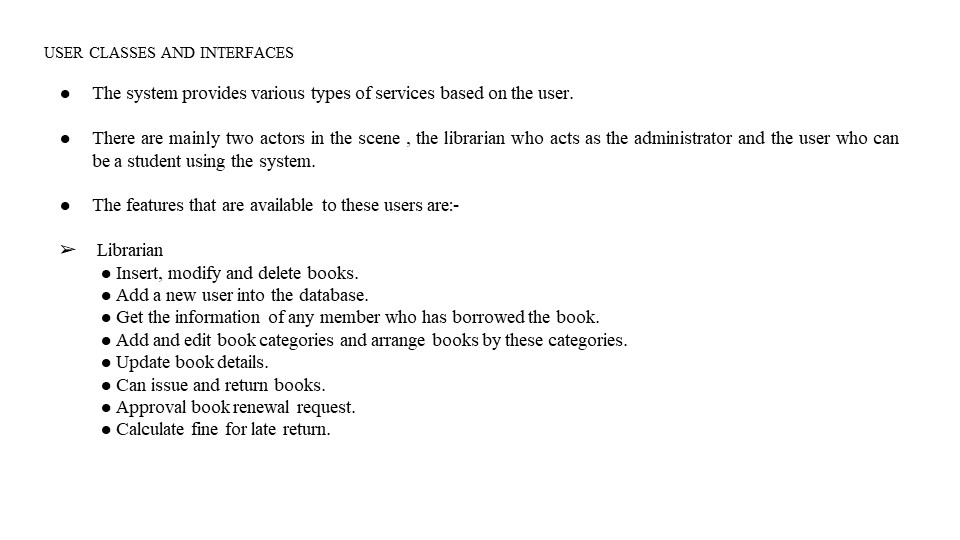 USER CLASSES AND INTERFACES
● The system provides various types of services based on the user.
● There are mainly two actors in the scene , the librarian who acts as the administrator and the user who can
be a student using the system.
● The features that are available to these users are:-
➢ Librarian
● Insert, modify and delete books.
● Add a new user into the database.
● Get the information of any member who has borrowed the book.
● Add and edit book categories and arrange books by these categories.
● Update book details.
● Can issue and return books.
● Approval book renewal request.
● Calculate fine for late return.